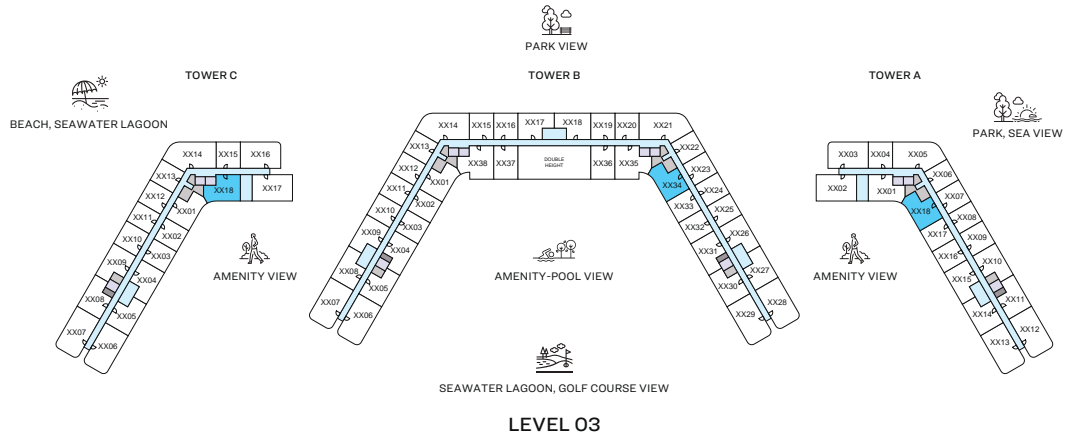 PARK VIEW
TOWER C
TOWER B
TOWER A
BEACH, SEAWATER LAGOON
PARK, SEA VIEW
XX14
XX15
XX16
XX13
XX18
XX17
XX12
XX01
XX11
XX02
XX10
XX03
XX09
XX04
XX08
XX05
XX07
XX06
XX14
XX15
XX16
XX17
XX18
XX19
XX20
XX21
XX13
XX38
XX37
DOUBLE
HEIGHT
XX36
XX35
XX22
XX12
XX01
XX23
XX34
XX11
XX02
XX24
XX33
XX10
XX03
XX25
XX32
XX09
XX04
XX26
XX31
XX08
XX05
XX27
XX30
XX07
XX06
XX28
XX29
XX03
XX04
XX05
XX02
XX01
XX06
XX07
XX18
XX08
XX17
XX09
XX16
XX10
XX15
XX11
XX14
XX12
XX13
AMENITY VIEW
AMENITY-POOL VIEW
AMENITY VIEW
SEAWATER LAGOON, GOLF COURSE VIEW
LEVEL 03